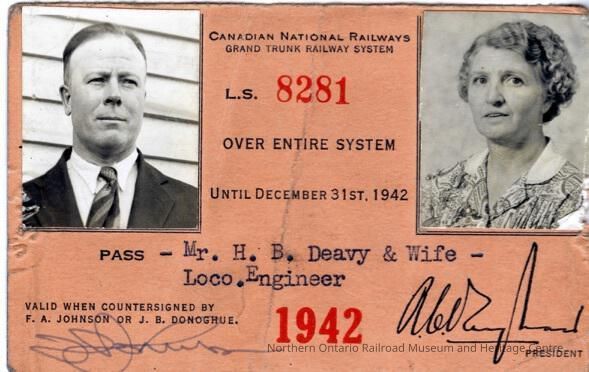 CANADIAN NATIONAL RAILWAYS
GRAND TRUNK RAILWAY SYSTEM
L.S. 8281
OVER ENTIRE SYSTEM
UNTIL DECEMBER 31ST, 1942
PASS - Mr. H. B. Deavy & Wife -
Loco.Engineer
VALID WHEN COUNTERSIGNED BY
F. A. JOHNSON OR J. B. DONOGHUE.
1942
PRESIDENT
Northern Ontario Railroad Museum and Heritage Centre